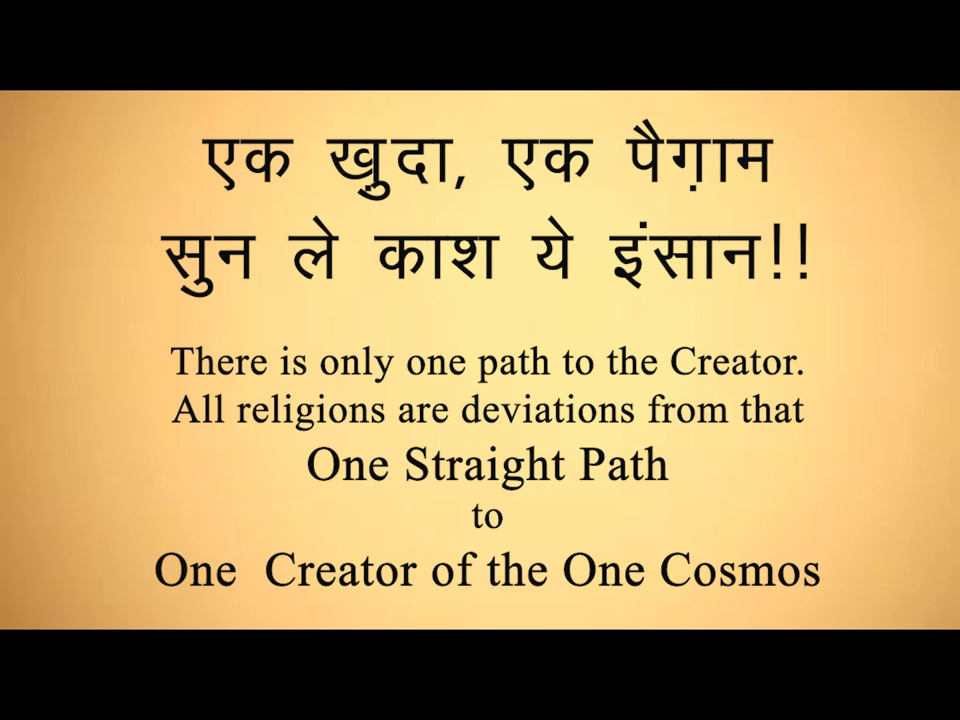 एक ख़ुदा, एक पैग़ाम
सुन ले काश ये इंसान!!
There is only one path to the Creator.
All religions are deviations from that
One Straight Path
to
One Creator of the One Cosmos